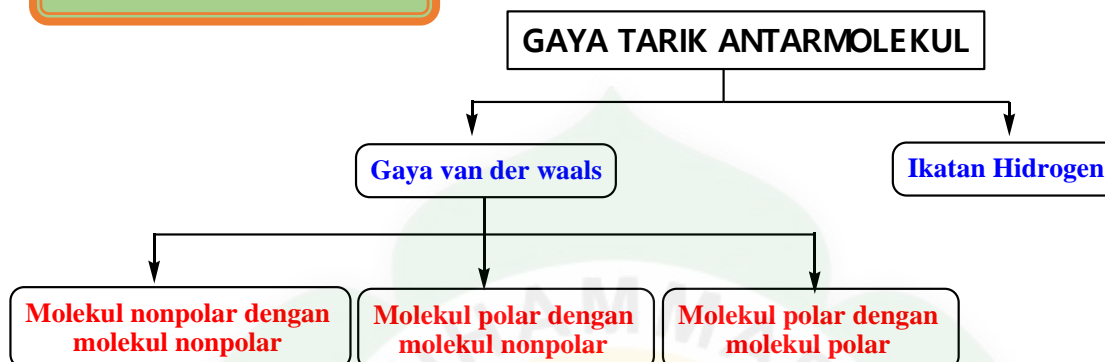 GAYA TARIK ANTARMOLEKUL
Gaya van der waals
Ikatan Hidrogen
Molekul nonpolar dengan
molekul nonpolar
Molekul polar dengan
molekul nonpolar
Molekul polar dengan
molekul polar